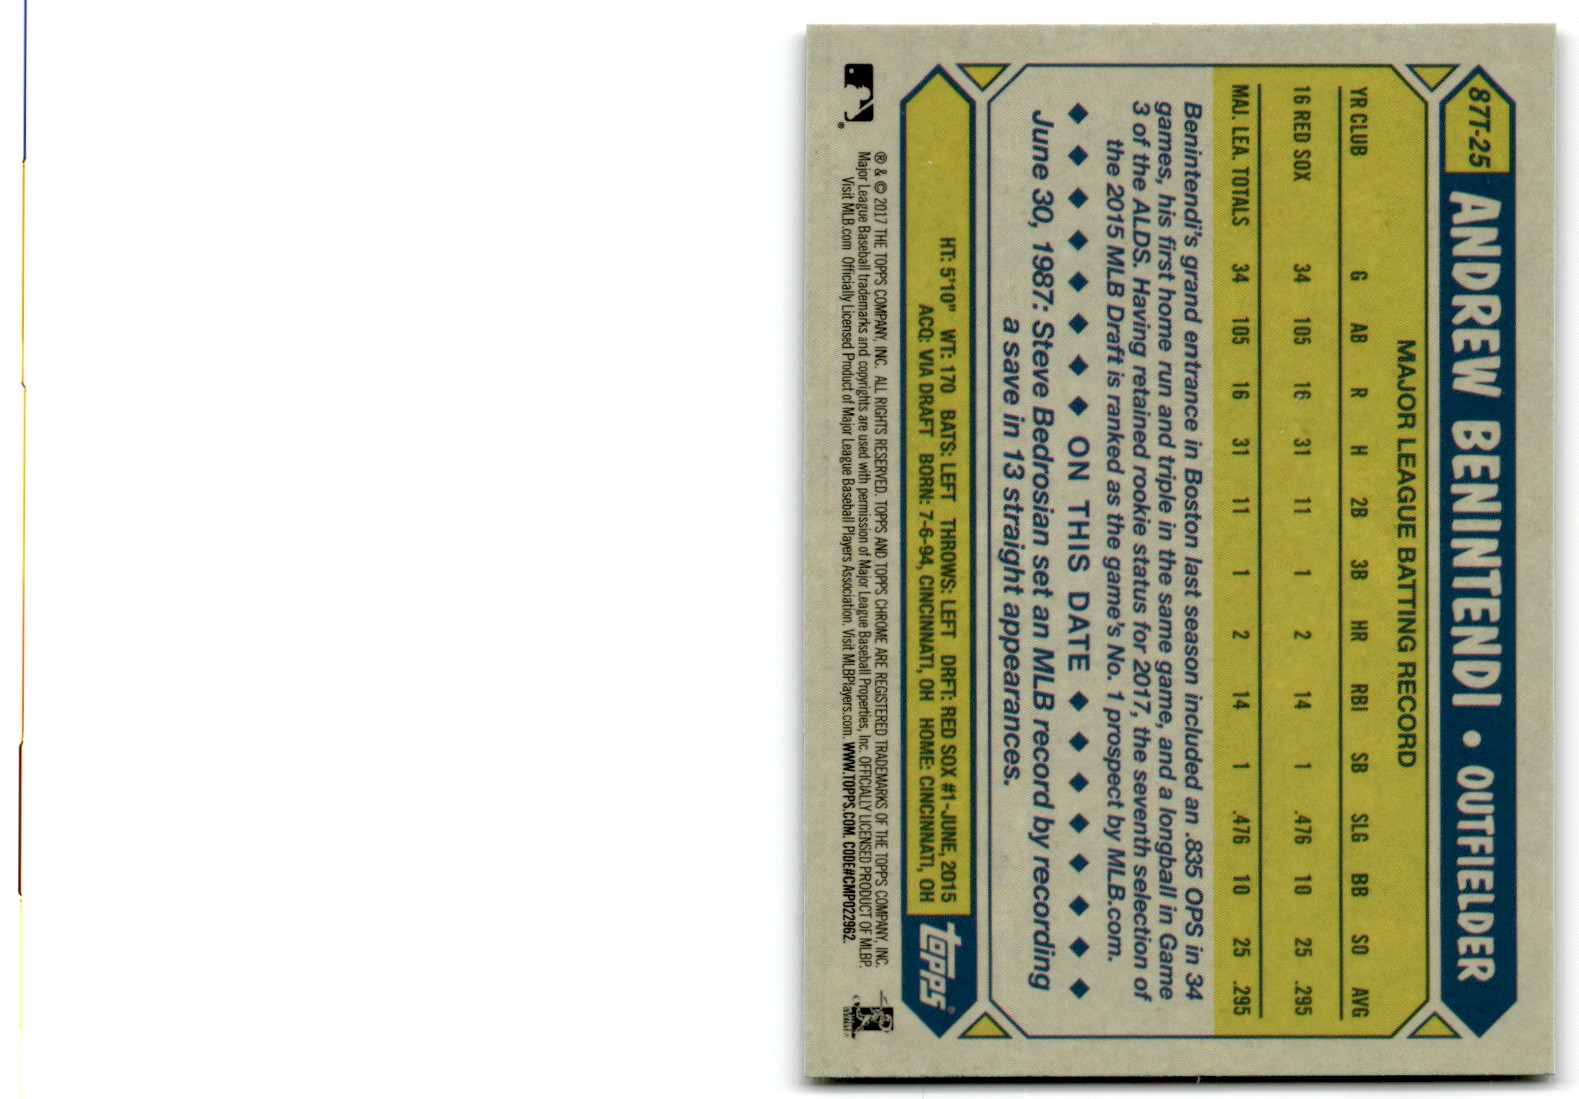 87T-25 ANDREW BENINTENDI • OUTFIELDER
MAJOR LEAGUE BATTING RECORD
YR CLUB G AB R H 2B 3B HR RBI SB SLG BB SO AVG
16 RED SOX 34 105 16 31 11 1 2 14 1 .476 10 25 .295
MAJ. LEA. TOTALS 34 105 16 31 11 1 2 14 1 .476 10 25 .295
Benintendi's grand entrance in Boston last season included an .835 OPS in 34
games, his first home run and triple in the same game, and a longball in Game
3 of the ALDS. Having retained rookie status for 2017, the seventh selection of
the 2015 MLB Draft is ranked as the game's No. 1 prospect by MLB.com.
ON THIS DATE
June 30, 1987: Steve Bedrosian set an MLB record by recording
a save in 13 straight appearances.
HT: 5'10" WT: 170 BATS: LEFT THROWS: LEFT DRFT: RED SOX #1-JUNE, 2015
ACQ: VIA DRAFT BORN: 7-6-94, CINCINNATI, OH HOME: CINCINNATI, OH
topps®
® & © 2017 THE TOPPS COMPANY, INC. ALL RIGHTS RESERVED. TOPPS AND TOPPS CHROME ARE REGISTERED TRADEMARKS OF THE TOPPS COMPANY, INC.
Major League Baseball trademarks and copyrights are used with permission of Major League Baseball Properties, Inc. OFFICIALLY LICENSED PRODUCT OF MLBP.
Visit MLB.com Officially Licensed Product of Major League Baseball Players Association. Visit MLBPlayers.com. WWW.TOPPS.COM. CODE#CMP022962.